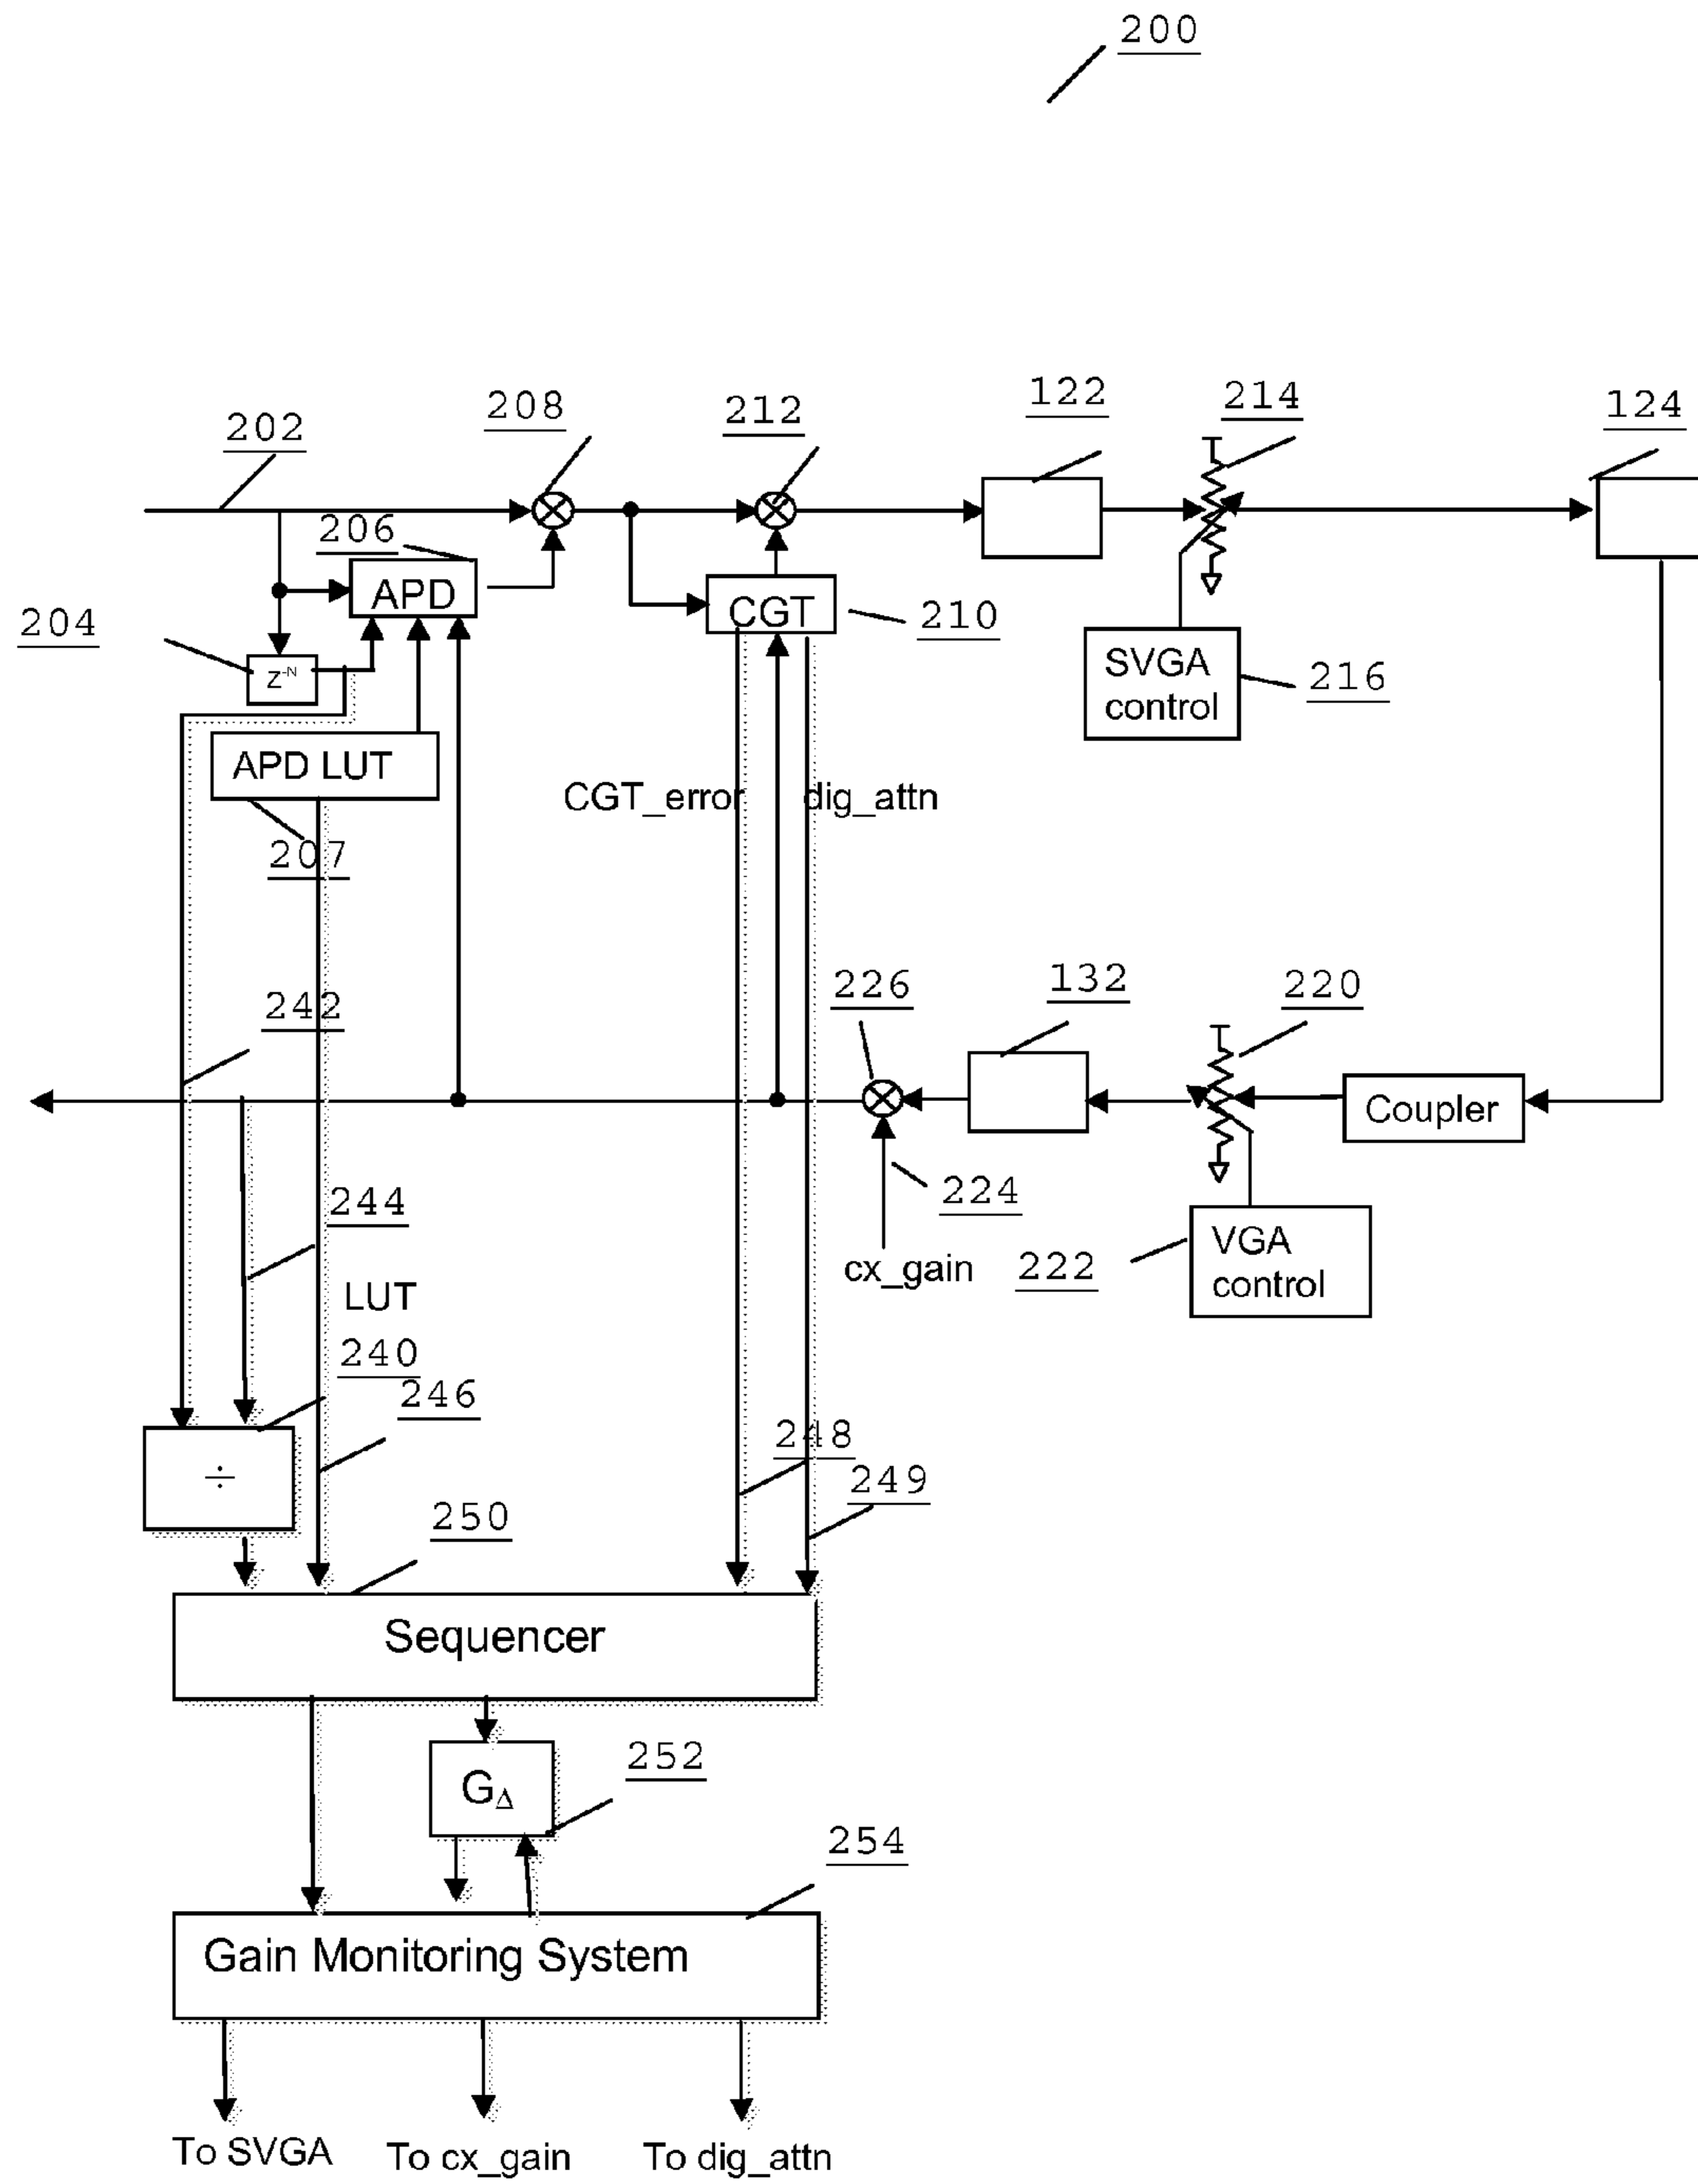 200
202
208
212
122
214
124
206
APD
CGT
210
204
z-N
SVGA
control
216
APD LUT
207
CGT_error
dig_attn
242
226
132
220
Coupler
244
224
cx_gain
222
VGA
control
LUT
240
246
÷
248
249
250
Sequencer
GΔ
252
254
Gain Monitoring System
To SVGA
To cx_gain
To dig_attn